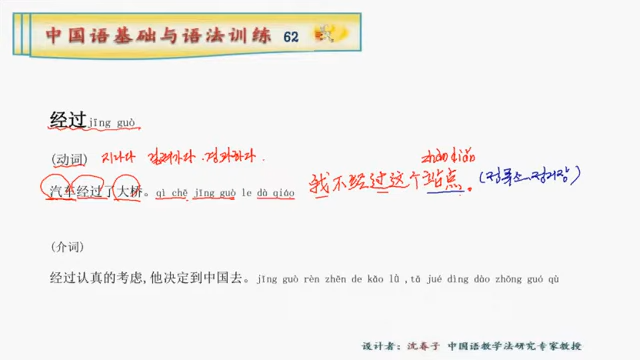 中国语基础与语法训练 62
经过 jīng guò
(动词) 지나다 걸려가다. 경과하다.
zhàn diǎn
汽车经过了大桥。qì chē jīng guò le dà qiáo 我不经过这个站点。(정류소. 정거장)
(介词)
经过认真的考虑,他决定到中国去。jīng guò rèn zhēn de kǎo lǜ ,tā jué dìng dào zhōng guó qù
设计者:沈春子 中国语教学法研究专家教授